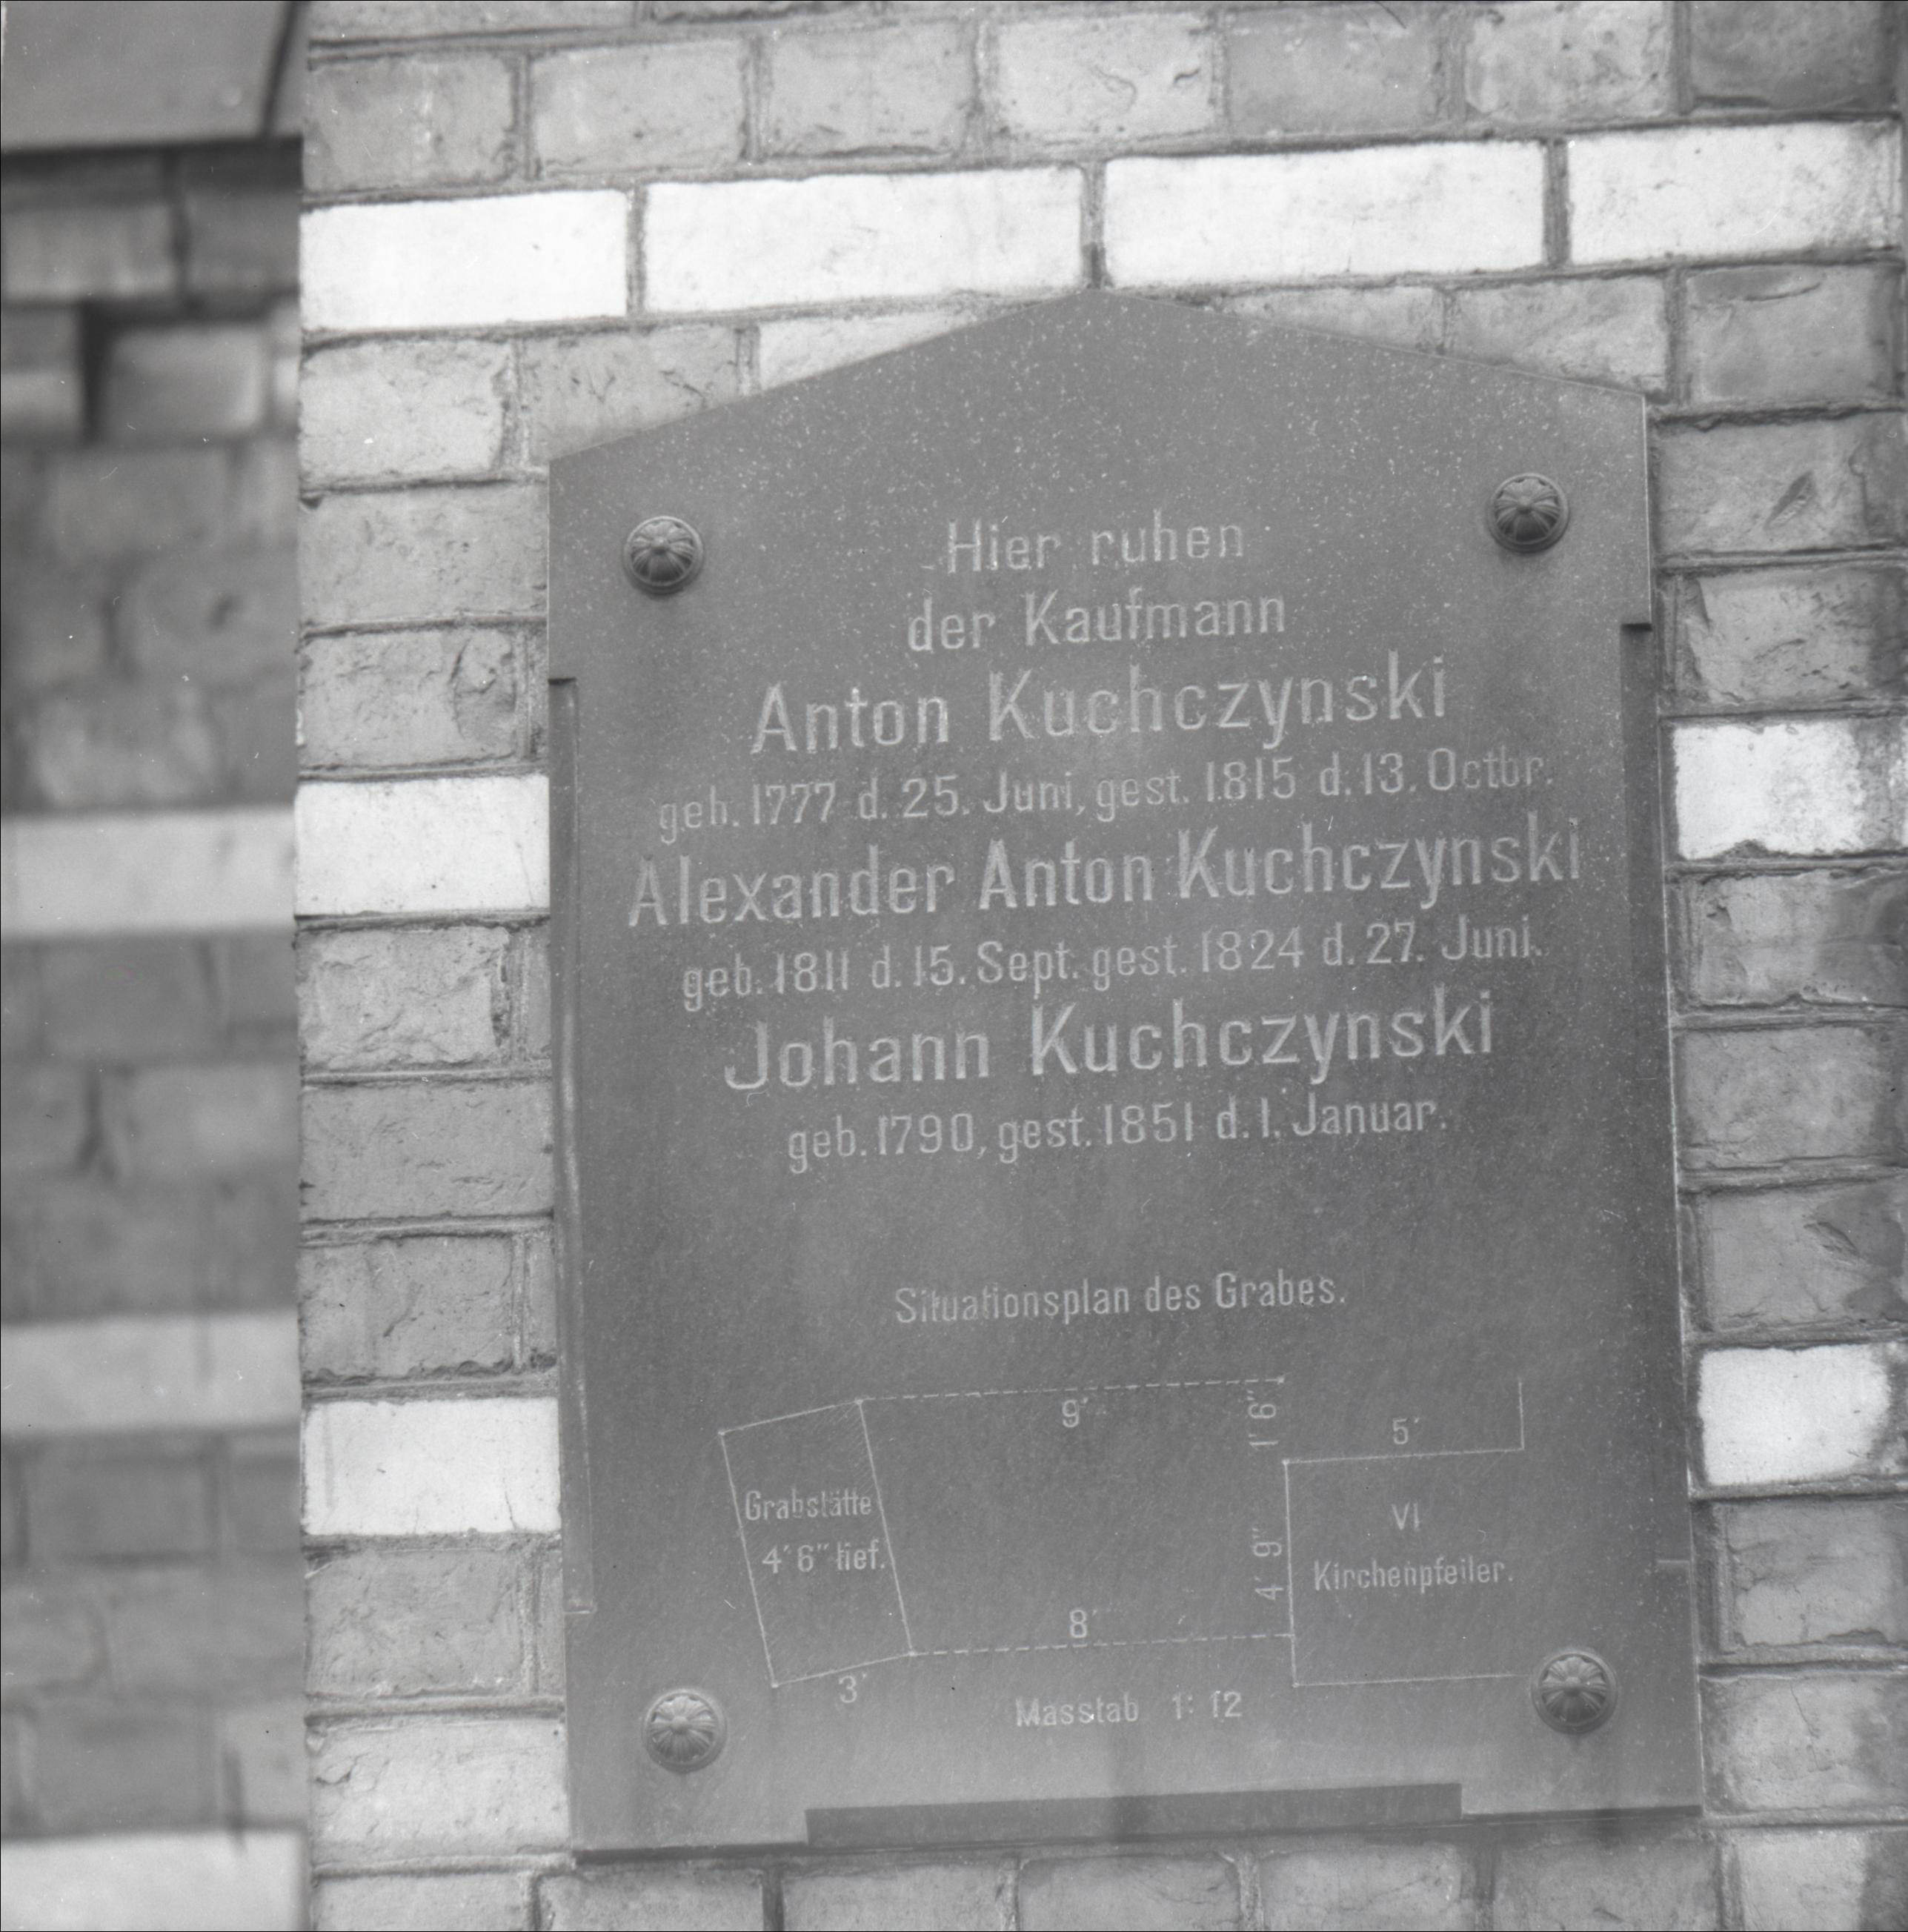 Hier ruhen
der Kaufmann
Anton Kuchczynski
geb. 1777 d. 25. Juni, gest. 1815 d. 13. Octbr.
Alexander Anton Kuchczynski
geb. 1811 d. 15. Sept. gest. 1824 d. 27. Juni.
Johann Kuchczynski
geb. 1790, gest. 1851 d. 1. Januar.
Situationsplan des Grabes.
9′
1′ 6″
5′
Grabstätte
4′ 6″ tief.
4′ 9″
VI
Kirchenpfeiler.
8′
3′
Masstab 1:12